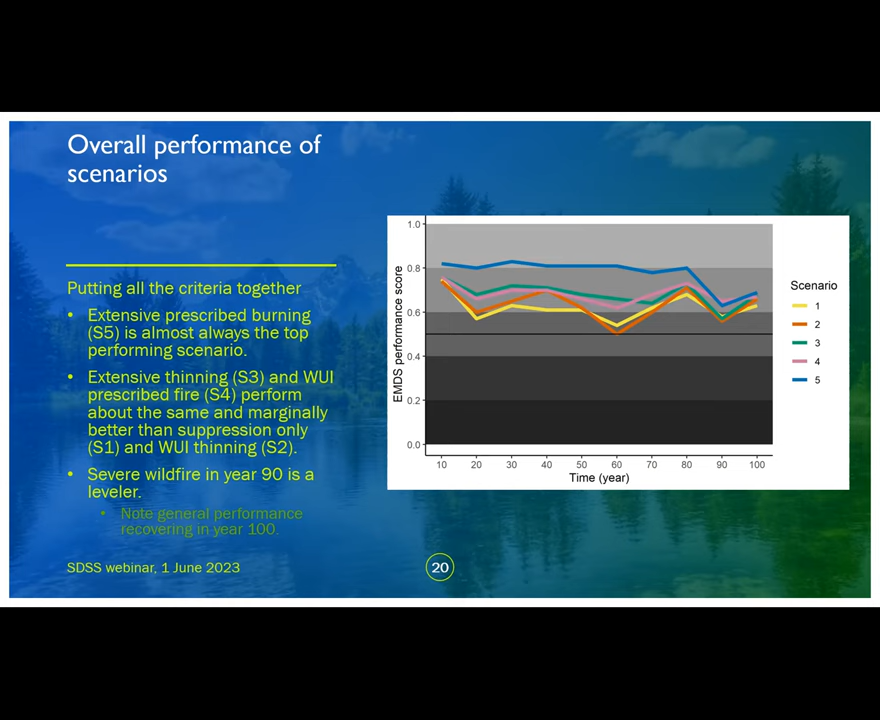 Overall performance of
scenarios
Putting all the criteria together
• Extensive prescribed burning
(S5) is almost always the top
performing scenario.
• Extensive thinning (S3) and WUI
prescribed fire (S4) perform
about the same and marginally
better than suppression only
(S1) and WUI thinning (S2).
• Severe wildfire in year 90 is a
leveler.
• Note general performance
recovering in year 100.
SDSS webinar, 1 June 2023
20
EMDS performance score
1.0
0.8
0.6
0.4
0.2
0.0
10 20 30 40 50 60 70 80 90 100
Time (year)
Scenario
1
2
3
4
5